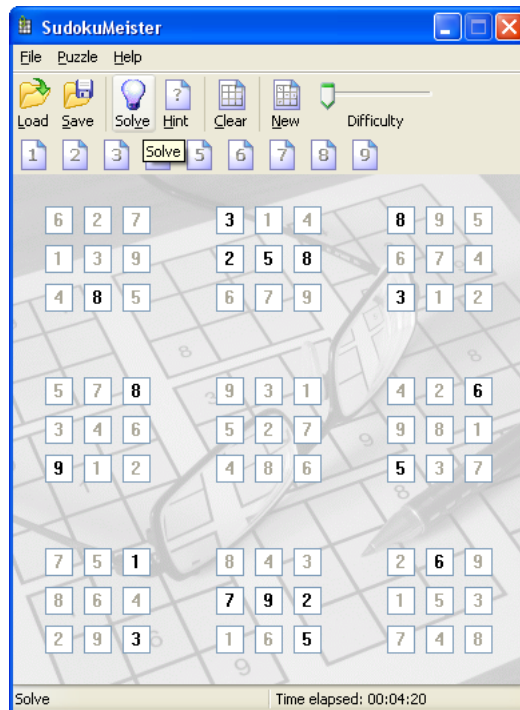 SudokuMeister
File Puzzle Help
Load Save Solve Hint Clear New Difficulty
1 2 3 5 6 7 8 9
Solve
6 2 7 3 1 4 8 9 5
1 3 9 2 5 8 6 7 4
4 8 5 6 7 9 3 1 2
5 7 8 9 3 1 4 2 6
3 4 6 5 2 7 9 8 1
9 1 2 4 8 6 5 3 7
7 5 1 8 4 3 2 6 9
8 6 4 7 9 2 1 5 3
2 9 3 1 6 5 7 4 8
Solve Time elapsed: 00:04:20